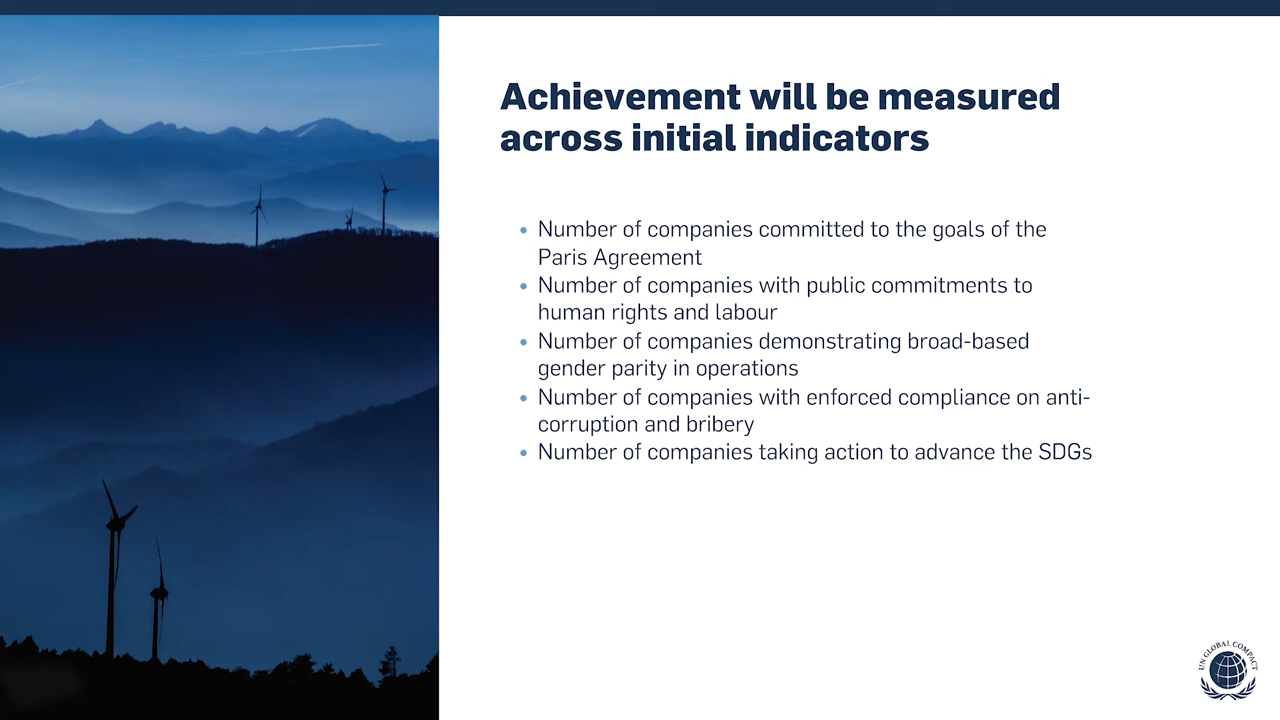 Achievement will be measured
across initial indicators
• Number of companies committed to the goals of the
Paris Agreement
• Number of companies with public commitments to
human rights and labour
• Number of companies demonstrating broad-based
gender parity in operations
• Number of companies with enforced compliance on anti-
corruption and bribery
• Number of companies taking action to advance the SDGs
UN GLOBAL COMPACT